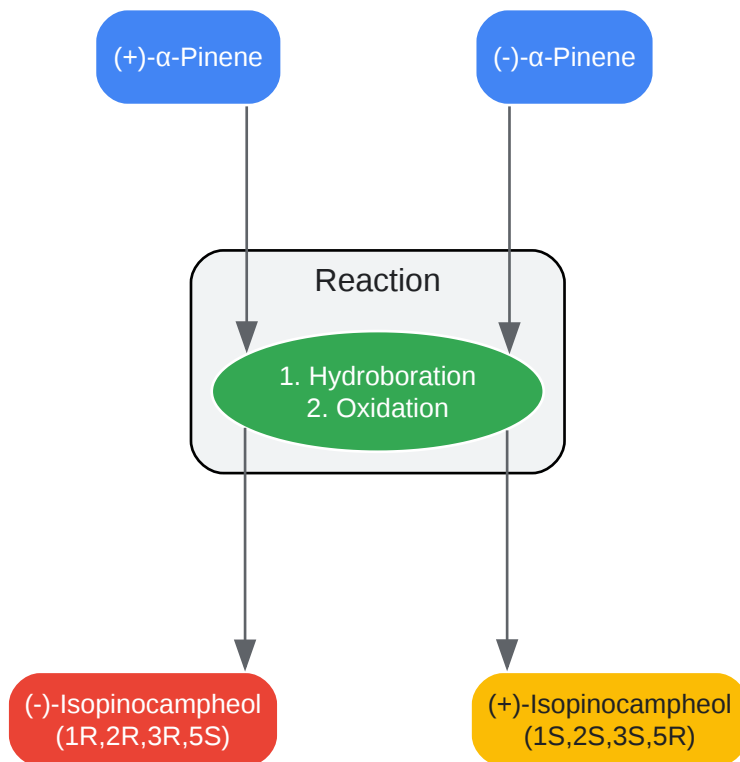 (+)-α-Pinene
(-)-α-Pinene
Reaction
1. Hydroboration
2. Oxidation
(-)-Isopinocampheol
(1R,2R,3R,5S)
(+)-Isopinocampheol
(1S,2S,3S,5R)